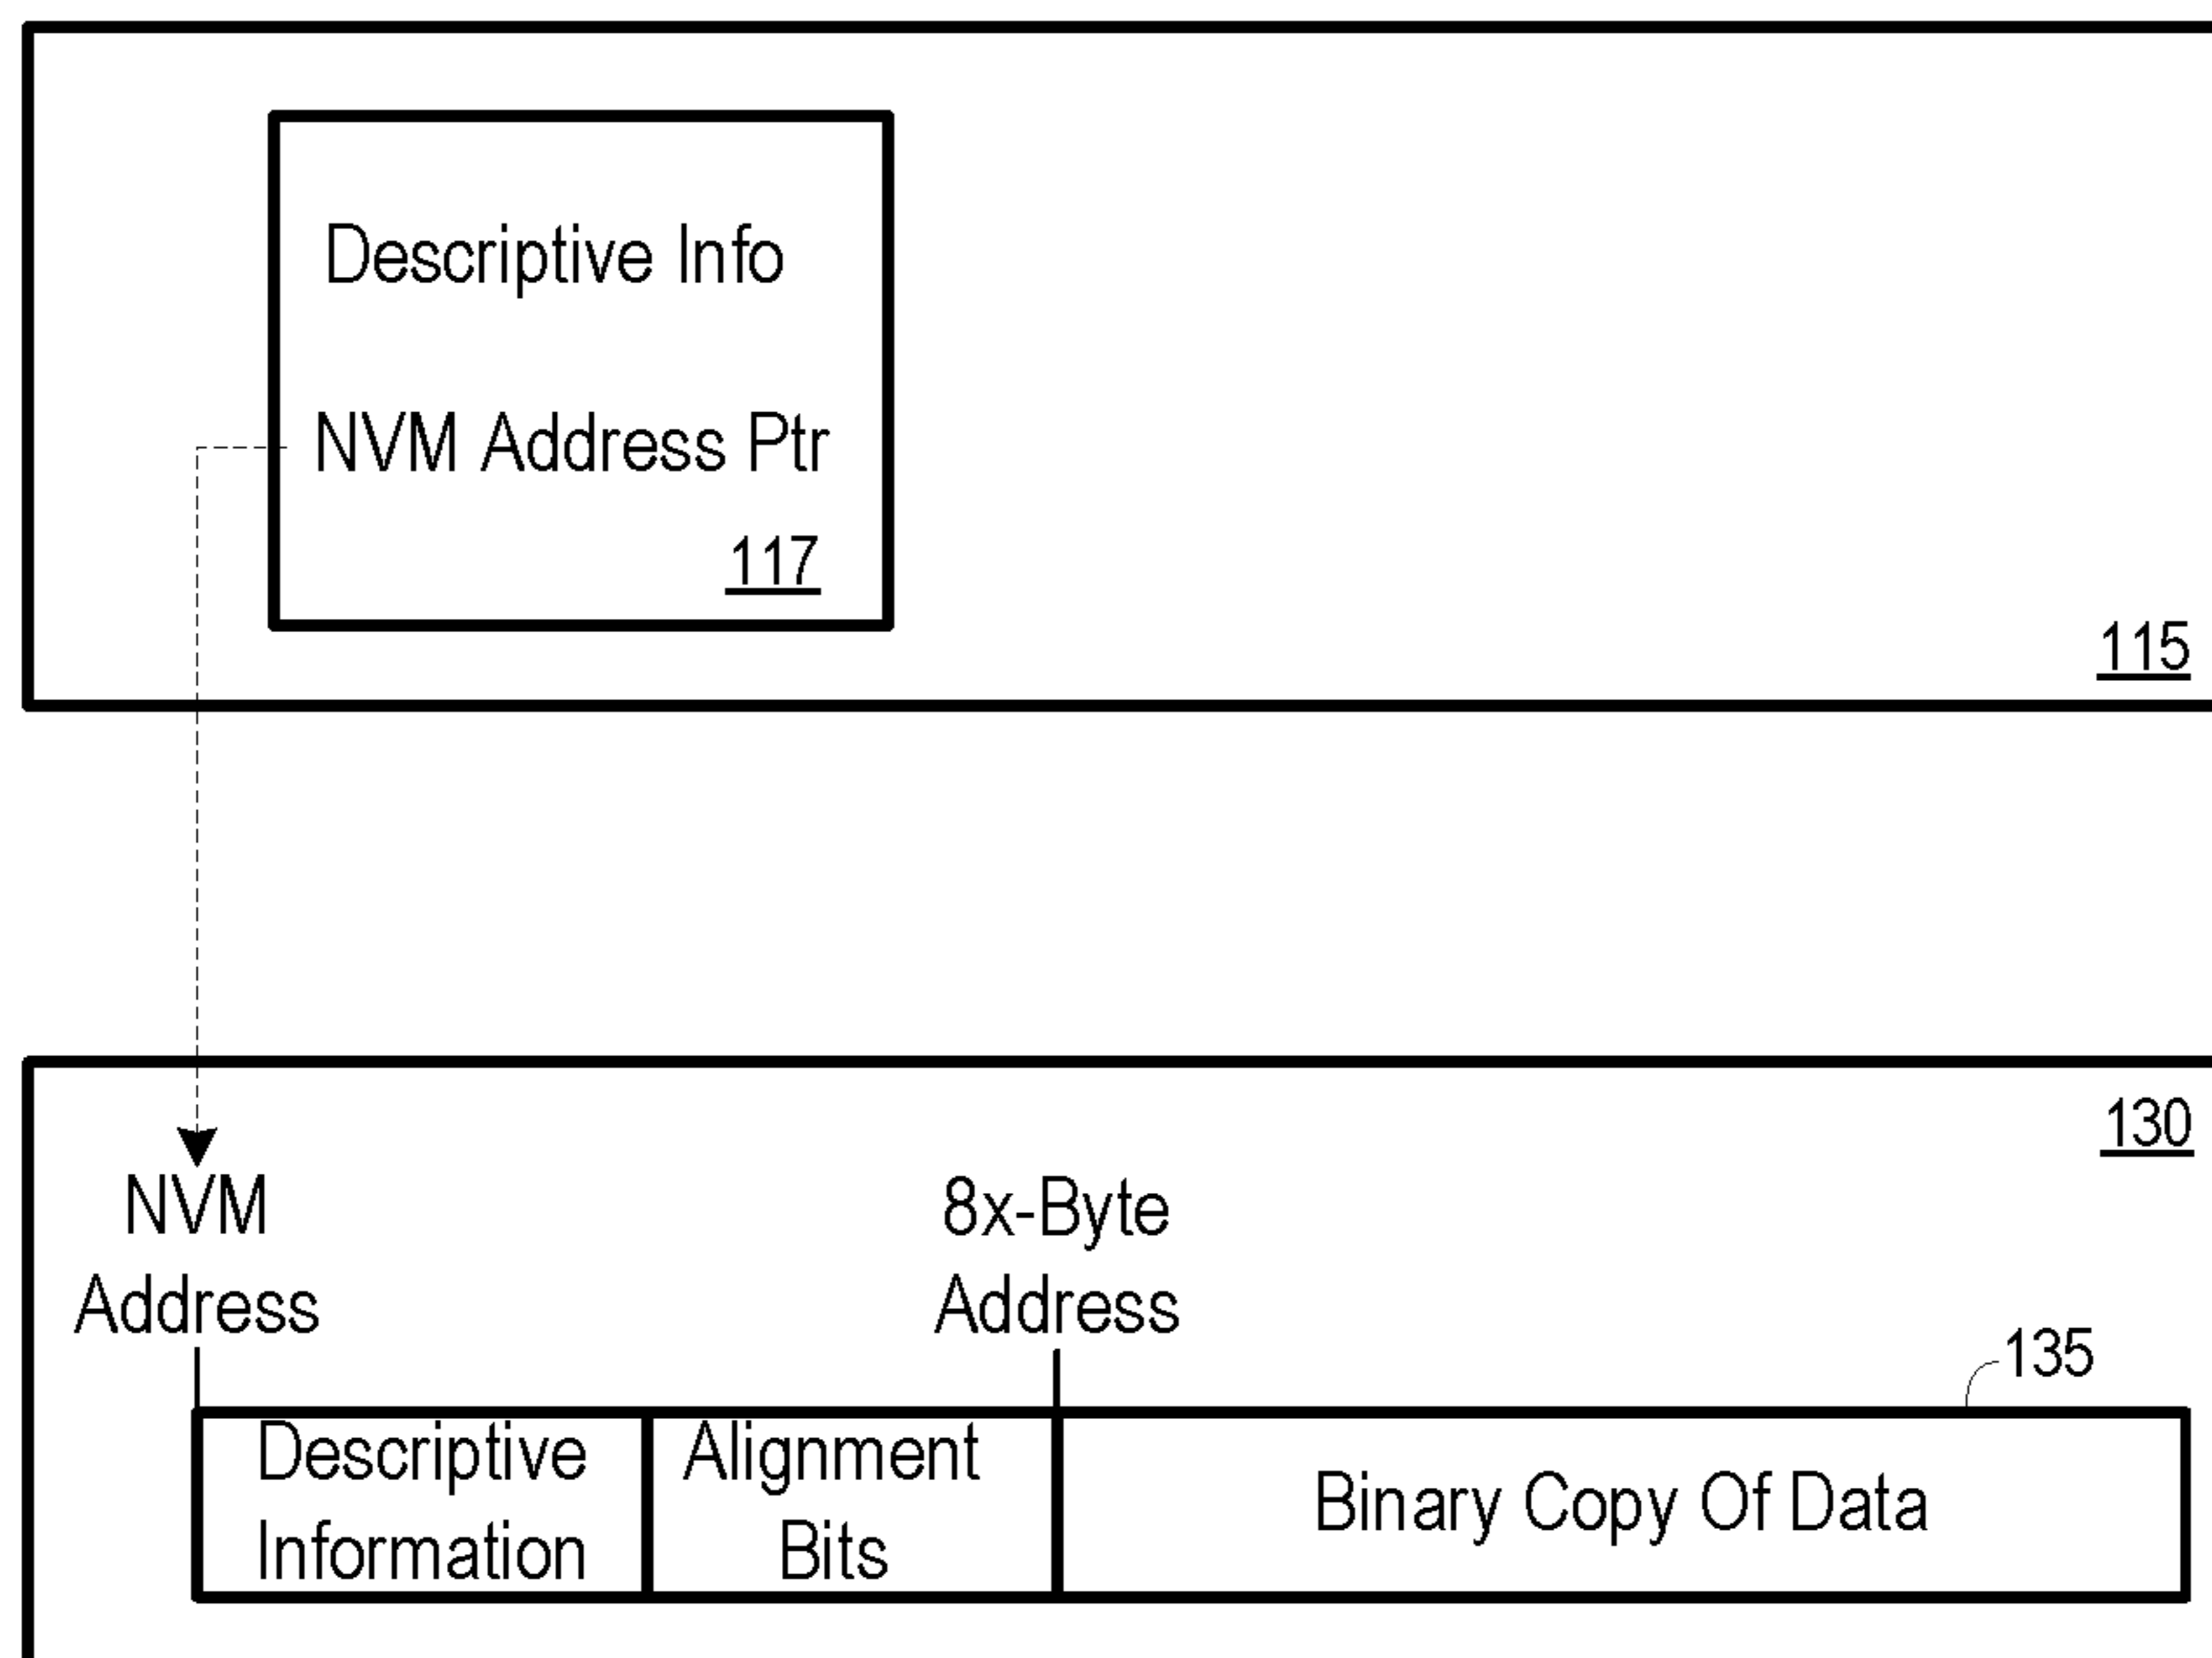 Descriptive Info
NVM Address Ptr
117
115
130
NVM
Address
8x-Byte
Address
135
Descriptive
Information
Alignment
Bits
Binary Copy Of Data